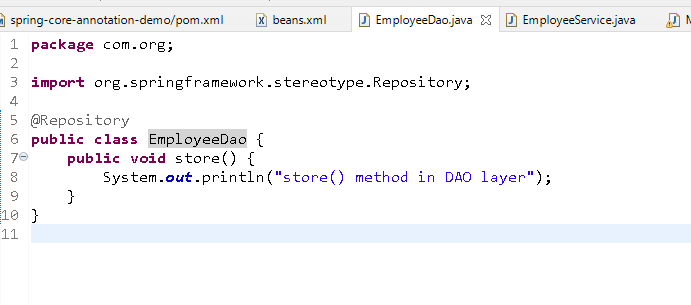 spring-core-annotation-demo/pom.xml beans.xml EmployeeDao.java EmployeeService.java
1 package com.org;
2
3 import org.springframework.stereotype.Repository;
4
5 @Repository
6 public class EmployeeDao {
7 public void store() {
8 System.out.println("store() method in DAO layer");
9 }
10 }
11